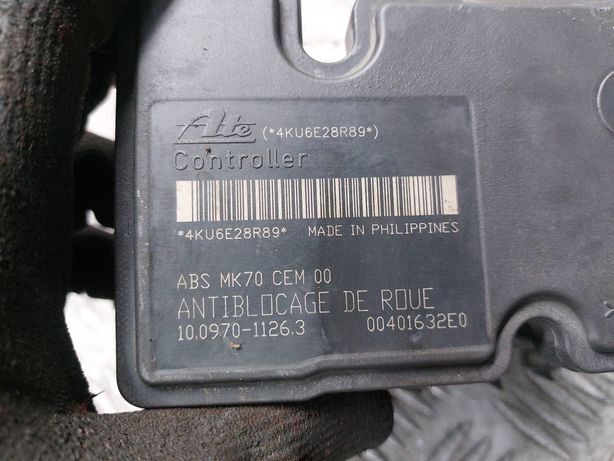 Ate (*4KU6E28R89*)
Controller
*4KU6E28R89* MADE IN PHILIPPINES
ABS MK70 CEM 00
ANTIBLOCAGE DE ROUE
10.0970-1126.3 00401632E0